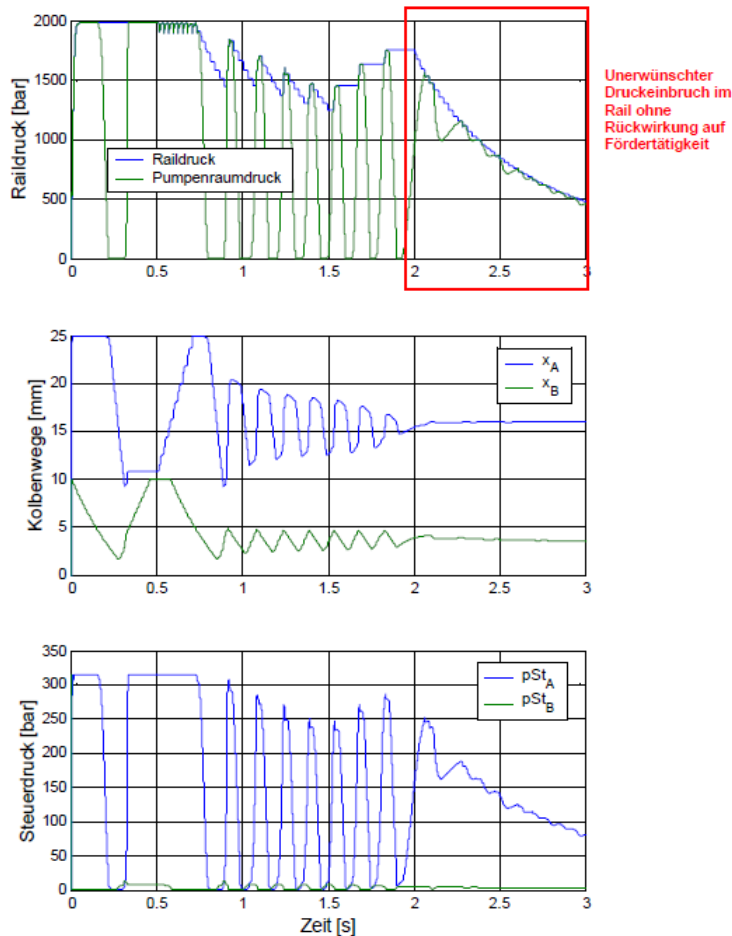 2000
1500
1000
500
0
Raildruck [bar]
Raildruck
Pumpenraumdruck
0 0.5 1 1.5 2 2.5 3
Unerwünschter
Druckeinbruch im
Rail ohne
Rückwirkung auf
Fördertätigkeit
25
20
15
10
5
0
Kolbenwege [mm]
x_A
x_B
0 0.5 1 1.5 2 2.5 3
350
300
250
200
150
100
50
0
Steuerdruck [bar]
pSt_A
pSt_B
0 0.5 1 1.5 2 2.5 3
Zeit [s]